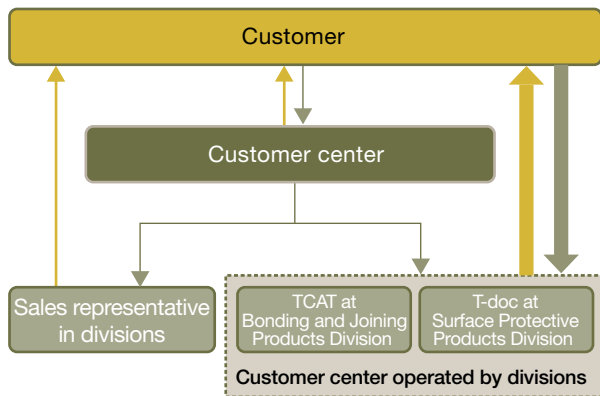 Customer
Customer center
Sales representative
in divisions
TCAT at
Bonding and Joining
Products Division
T-doc at
Surface Protective
Products Division
Customer center operated by divisions